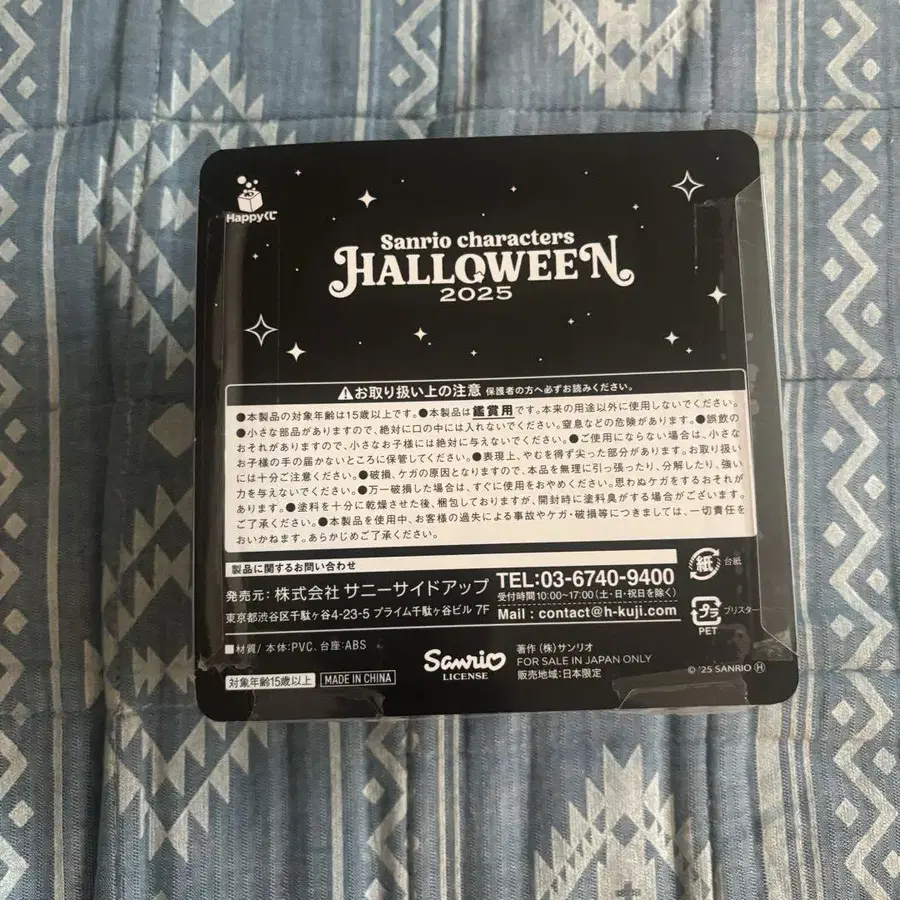 Happyくじ
Sanrio characters
HALLOWEEN
2025
⚠お取り扱い上の注意 保護者の方へ必ずお読みください。
●本製品の対象年齢は15歳以上です。●本製品は鑑賞用です。本来の用途以外に使用しないでください。
●小さな部品がありますので、絶対に口の中には入れないでください。窒息などの危険があります。●誤飲の
おそれがありますので、小さなお子様には絶対に与えないでください。●ご使用にならない場合は、小さな
お子様の手の届かないところに保管してください。●表現上、やむを得ず尖った部分があります。お取り扱い
には十分ご注意ください。●破損、ケガの原因となりますので、本品を無理に引っ張ったり、分解したり、強い
力を与えないでください。●万一破損した場合は、すぐに使用をおやめください。思わぬケガをするおそれが
あります。●塗料を十分に乾燥させた後、梱包しておりますが、開封時に塗料臭がする場合がございます。
ご了承ください。●本製品を使用中、お客様の過失による事故やケガ・破損等につきましては、一切責任を
おいかねます。あらかじめご了承ください。
製品に関するお問い合わせ
発売元:株式会社 サニーサイドアップ
東京都渋谷区千駄ヶ谷4-23-5 プライム千駄ヶ谷ビル 7F
TEL:03-6740-9400
受付時間10:00~17:00(土・日・祝日を除く)
Mail : contact@h-kuji.com
紙 台紙
プラ ブリスター
PET
■材質/ 本体:PVC、台座:ABS
対象年齢15歳以上 MADE IN CHINA
Sanrio
LICENSE
著作 (株)サンリオ
FOR SALE IN JAPAN ONLY
販売地域:日本限定
© '25 SANRIO Ⓗ